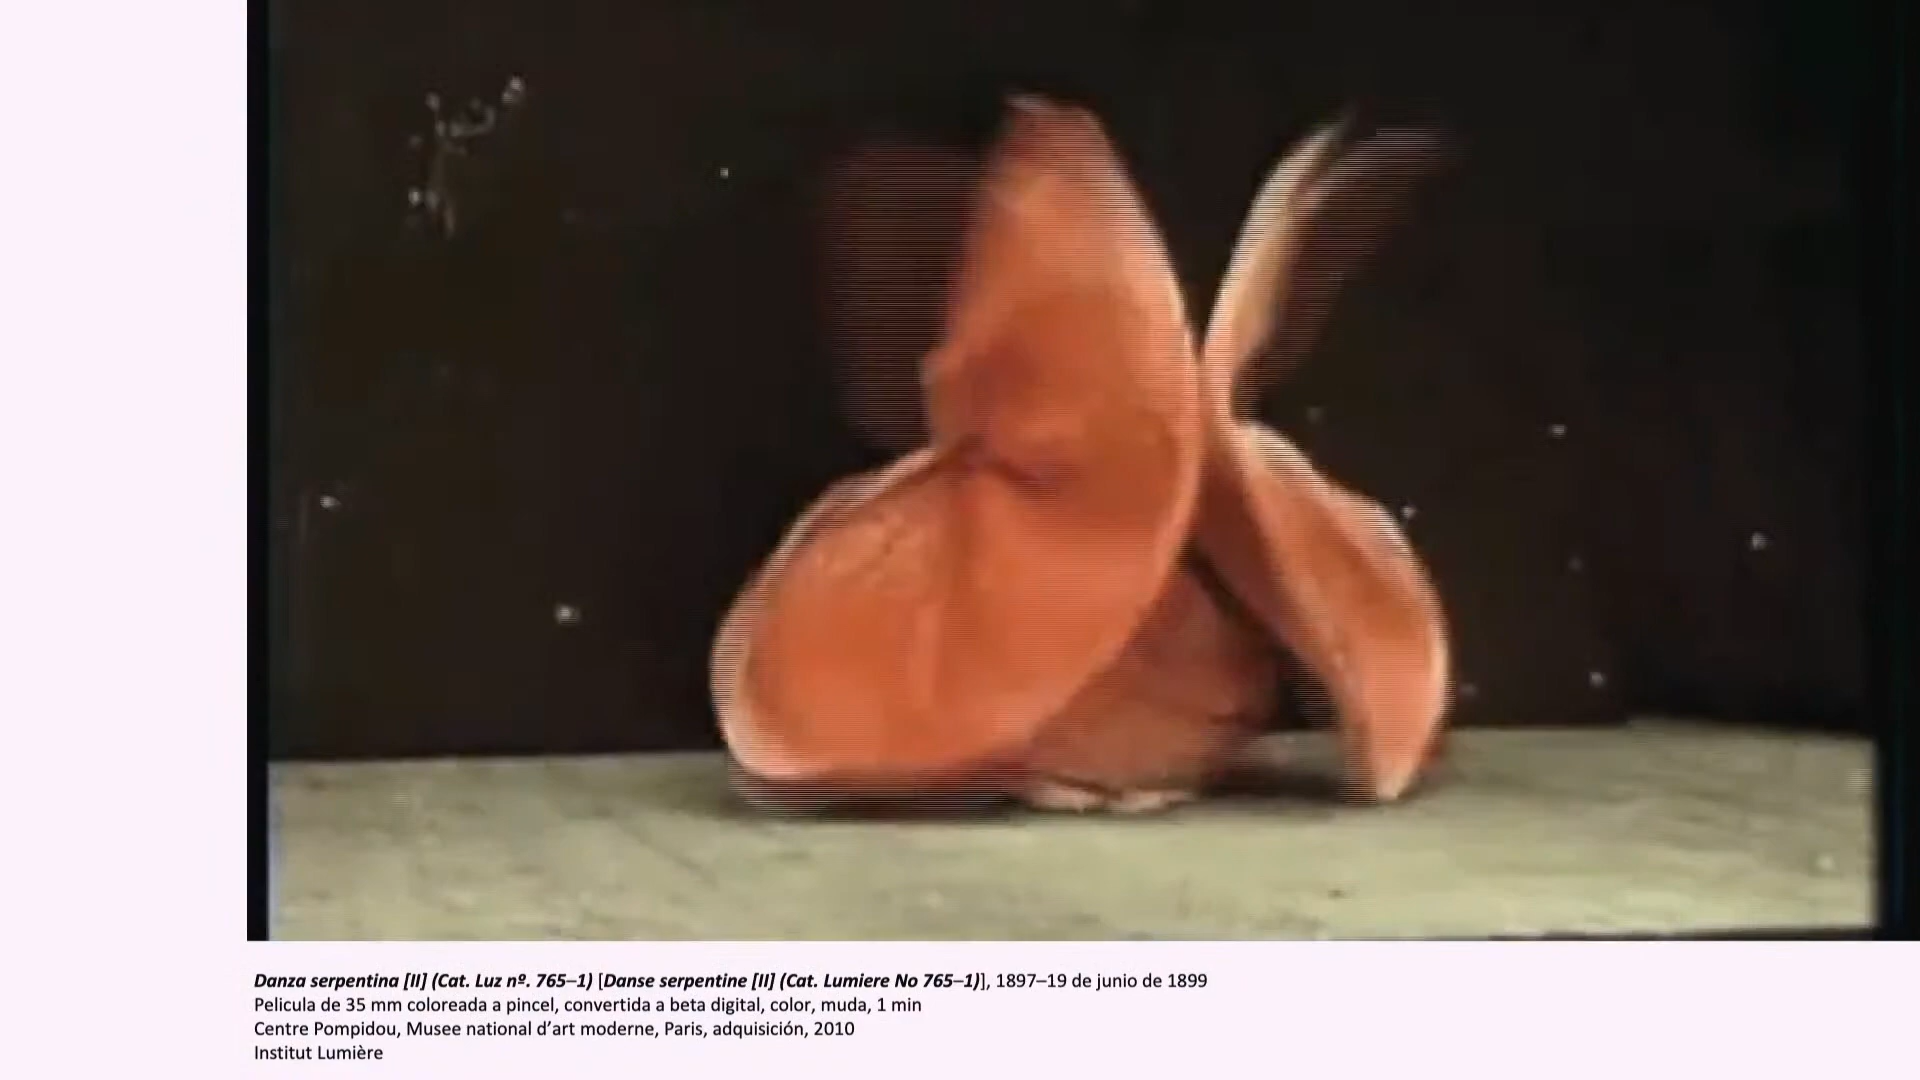 Danza serpentina [II] (Cat. Luz nº. 765–1) [Danse serpentine [II] (Cat. Lumiere No 765–1)], 1897–19 de junio de 1899
Pelicula de 35 mm coloreada a pincel, convertida a beta digital, color, muda, 1 min
Centre Pompidou, Musee national d’art moderne, Paris, adquisición, 2010
Institut Lumière